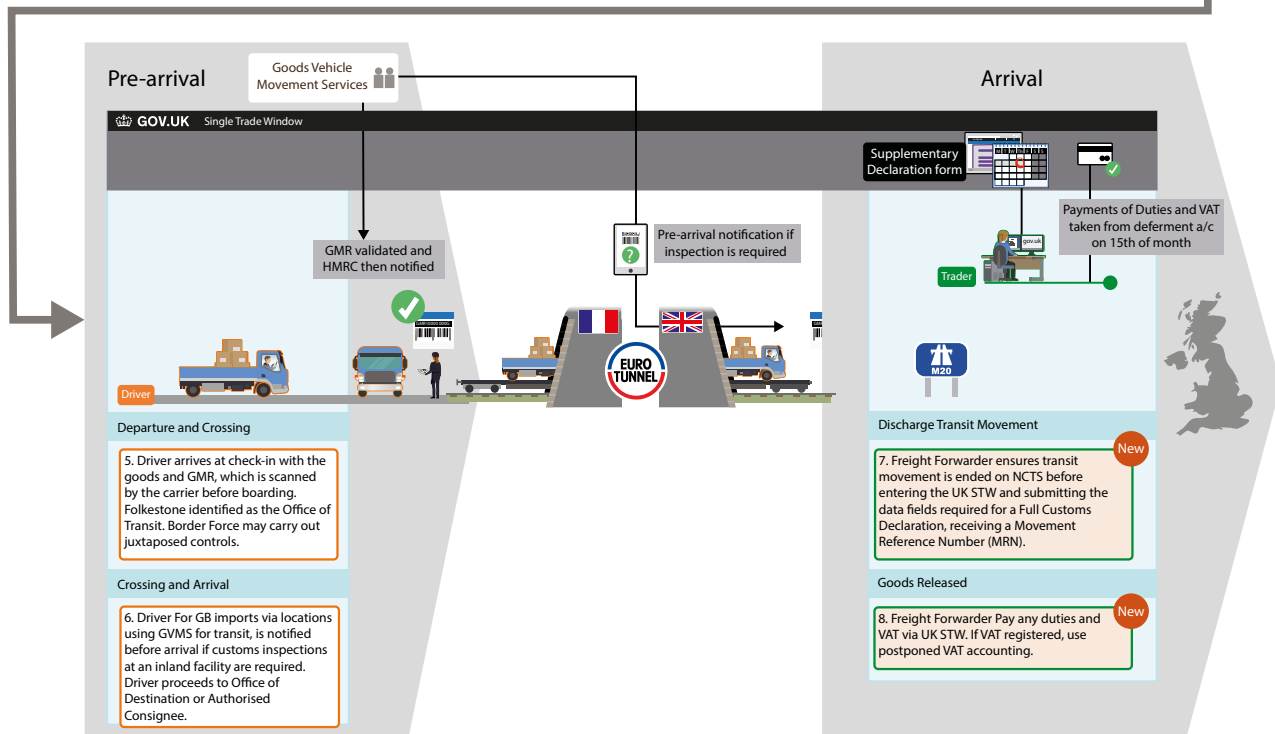 Pre-arrival
Goods Vehicle
Movement Services
Arrival
GOV.UK Single Trade Window
Supplementary
Declaration form
M T W T F S S
GMR validated and
HMRC then notified
Pre-arrival notification if
inspection is required
?
Payments of Duties and VAT
taken from deferment a/c
on 15th of month
gov.uk
Trader
EURO
TUNNEL
M20
Driver
Departure and Crossing
5. Driver arrives at check-in with the
goods and GMR, which is scanned
by the carrier before boarding.
Folkestone identified as the Office of
Transit. Border Force may carry out
juxtaposed controls.
Crossing and Arrival
6. Driver For GB imports via locations
using GVMS for transit, is notified
before arrival if customs inspections
at an inland facility are required.
Driver proceeds to Office of
Destination or Authorised
Consignee.
Discharge Transit Movement
New
7. Freight Forwarder ensures transit
movement is ended on NCTS before
entering the UK STW and submitting the
data fields required for a Full Customs
Declaration, receiving a Movement
Reference Number (MRN).
Goods Released
New
8. Freight Forwarder Pay any duties and
VAT via UK STW. If VAT registered, use
postponed VAT accounting.